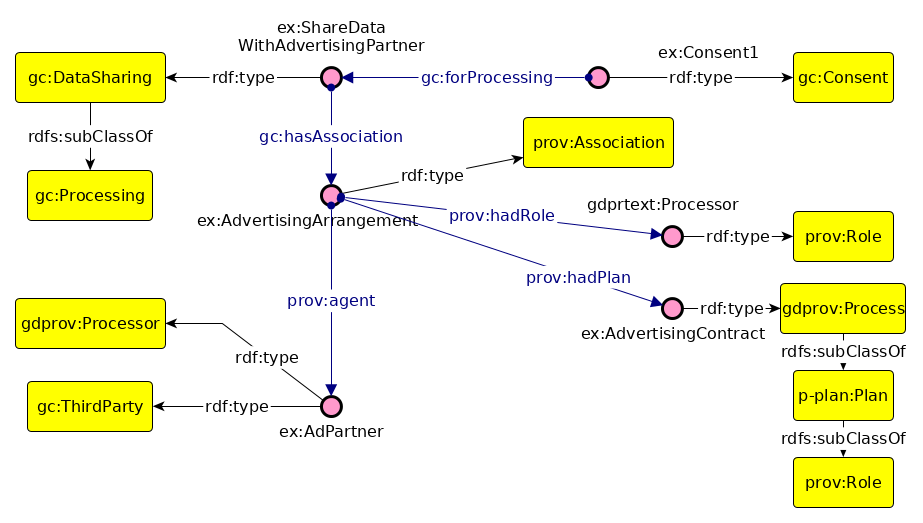 ex:ShareData
WithAdvertisingPartner
ex:Consent1
gc:DataSharing
rdf:type
gc:forProcessing
rdf:type
gc:Consent
rdfs:subClassOf
gc:hasAssociation
prov:Association
rdf:type
gc:Processing
ex:AdvertisingArrangement
prov:hadRole
gdprtext:Processor
rdf:type
prov:Role
prov:hadPlan
prov:agent
rdf:type
gdprov:Process
ex:AdvertisingContract
gdprov:Processor
rdf:type
rdfs:subClassOf
p-plan:Plan
gc:ThirdParty
rdf:type
ex:AdPartner
rdfs:subClassOf
prov:Role